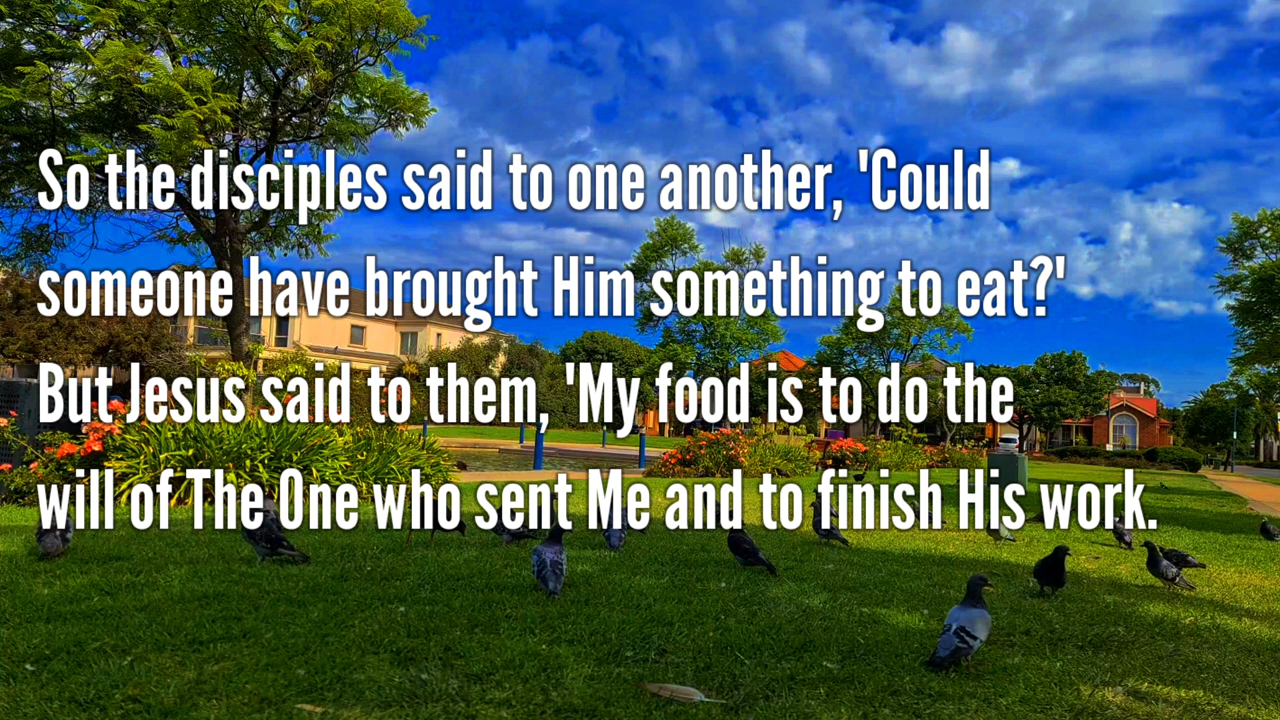 So the disciples said to one another, 'Could
someone have brought Him something to eat?'
But Jesus said to them, 'My food is to do the
will of The One who sent Me and to finish His work.